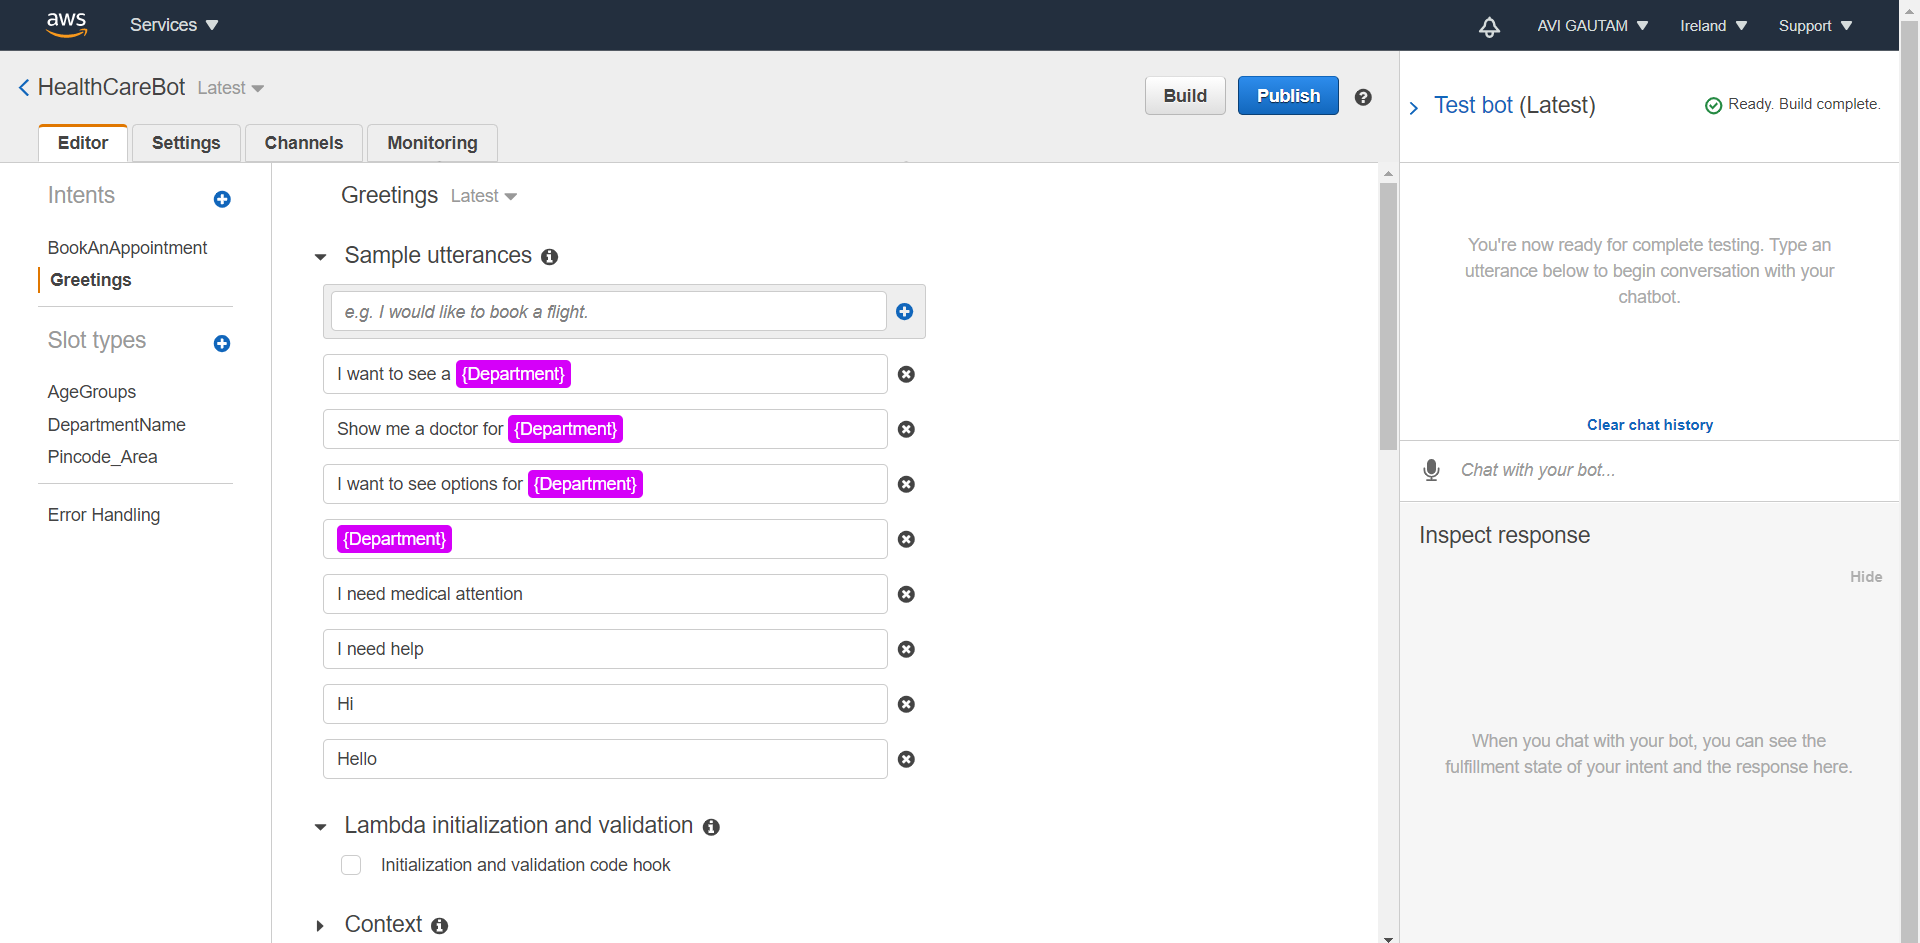 aws Services AVI GAUTAM Ireland Support
HealthCareBot Latest
Build Publish
Editor Settings Channels Monitoring
Intents
BookAnAppointment
Greetings
Slot types
AgeGroups
DepartmentName
Pincode_Area
Error Handling
Greetings Latest
Sample utterances
e.g. I would like to book a flight.
I want to see a {Department}
Show me a doctor for {Department}
I want to see options for {Department}
{Department}
I need medical attention
I need help
Hi
Hello
Lambda initialization and validation
Initialization and validation code hook
Context
Test bot (Latest) Ready. Build complete.
You're now ready for complete testing. Type an
utterance below to begin conversation with your
chatbot.
Clear chat history
Chat with your bot...
Inspect response
Hide
When you chat with your bot, you can see the
fulfillment state of your intent and the response here.